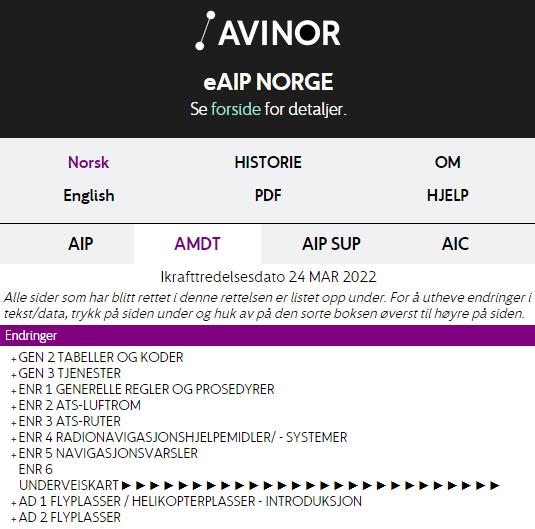 AVINOR
eAIP NORGE
Se forside for detaljer.
Norsk HISTORIE OM
English PDF HJELP
AIP AMDT AIP SUP AIC
Ikrafttredelsesdato 24 MAR 2022
Alle sider som har blitt rettet i denne rettelsen er listet opp under. For å utheve endringer i
tekst/data, trykk på siden under og huk av på den sorte boksen øverst til høyre på siden.
Endringer
+ GEN 2 TABELLER OG KODER
+ GEN 3 TJENESTER
+ ENR 1 GENERELLE REGLER OG PROSEDYRER
+ ENR 2 ATS-LUFTROM
+ ENR 3 ATS-RUTER
+ ENR 4 RADIONAVIGASJONSHJELPEMIDLER/ - SYSTEMER
+ ENR 5 NAVIGASJONSVARSLER
ENR 6
UNDERVEISKART ►►►►►►►►►►►►►►►►►►►►►►►►►►►
+ AD 1 FLYPLASSER / HELIKOPTERPLASSER - INTRODUKSJON
+ AD 2 FLYPLASSER